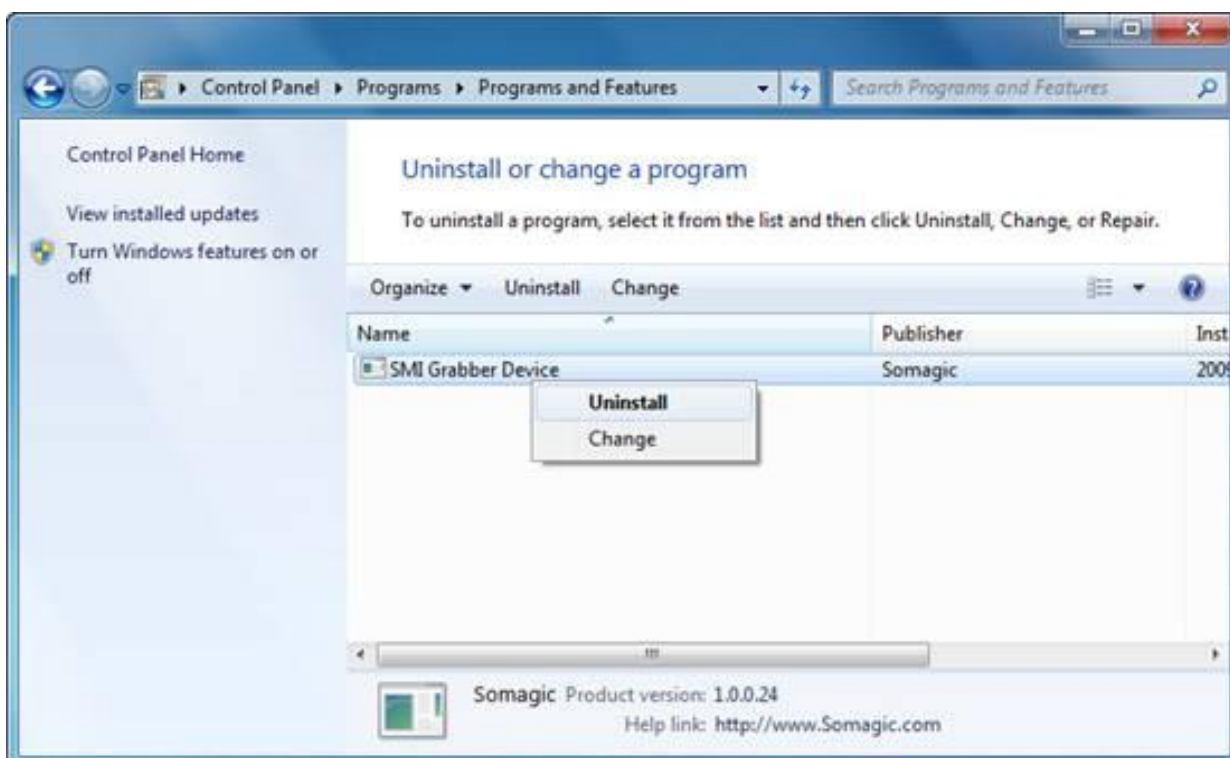 Control Panel Programs Programs and Features Search Programs and Features
Control Panel Home
View installed updates
Turn Windows features on or
off
Uninstall or change a program
To uninstall a program, select it from the list and then click Uninstall, Change, or Repair.
Organize Uninstall Change
Name Publisher Inst
SMI Grabber Device Somagic 2009
Uninstall
Change
Somagic Product version: 1.0.0.24
Help link: http://www.Somagic.com